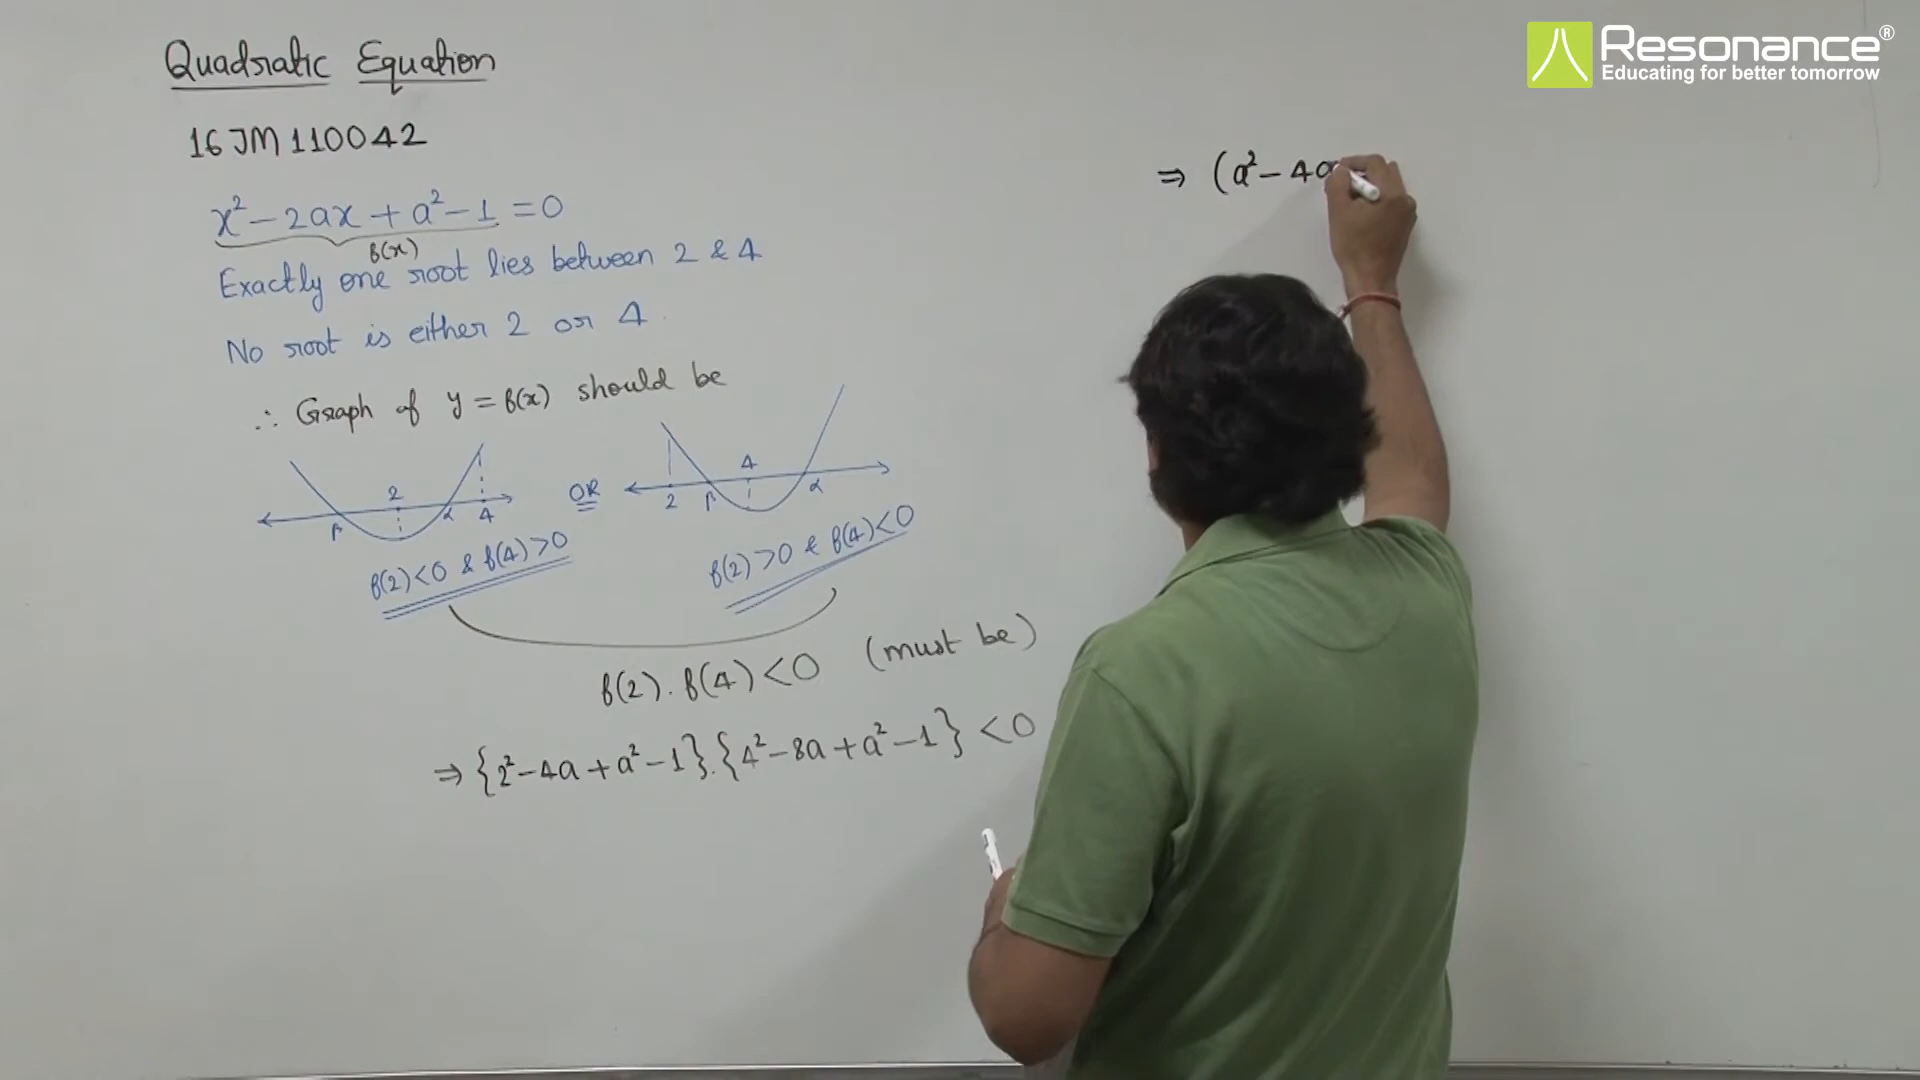 Quadratic Equation
16JM110042
x² − 2ax + a² − 1 = 0
f(x)
Exactly one root lies between 2 & 4
No root is either 2 or 4.
∴ Graph of y = f(x) should be
β 2 α 4
OR
2 β 4 α
f(2)<0 & f(4)>0
f(2)>0 & f(4)<0
f(2). f(4)<0 (must be)
⇒ {2² − 4a + a² − 1}.{4² − 8a + a² − 1} < 0
⇒ (a² − 4a
Resonance®
Educating for better tomorrow